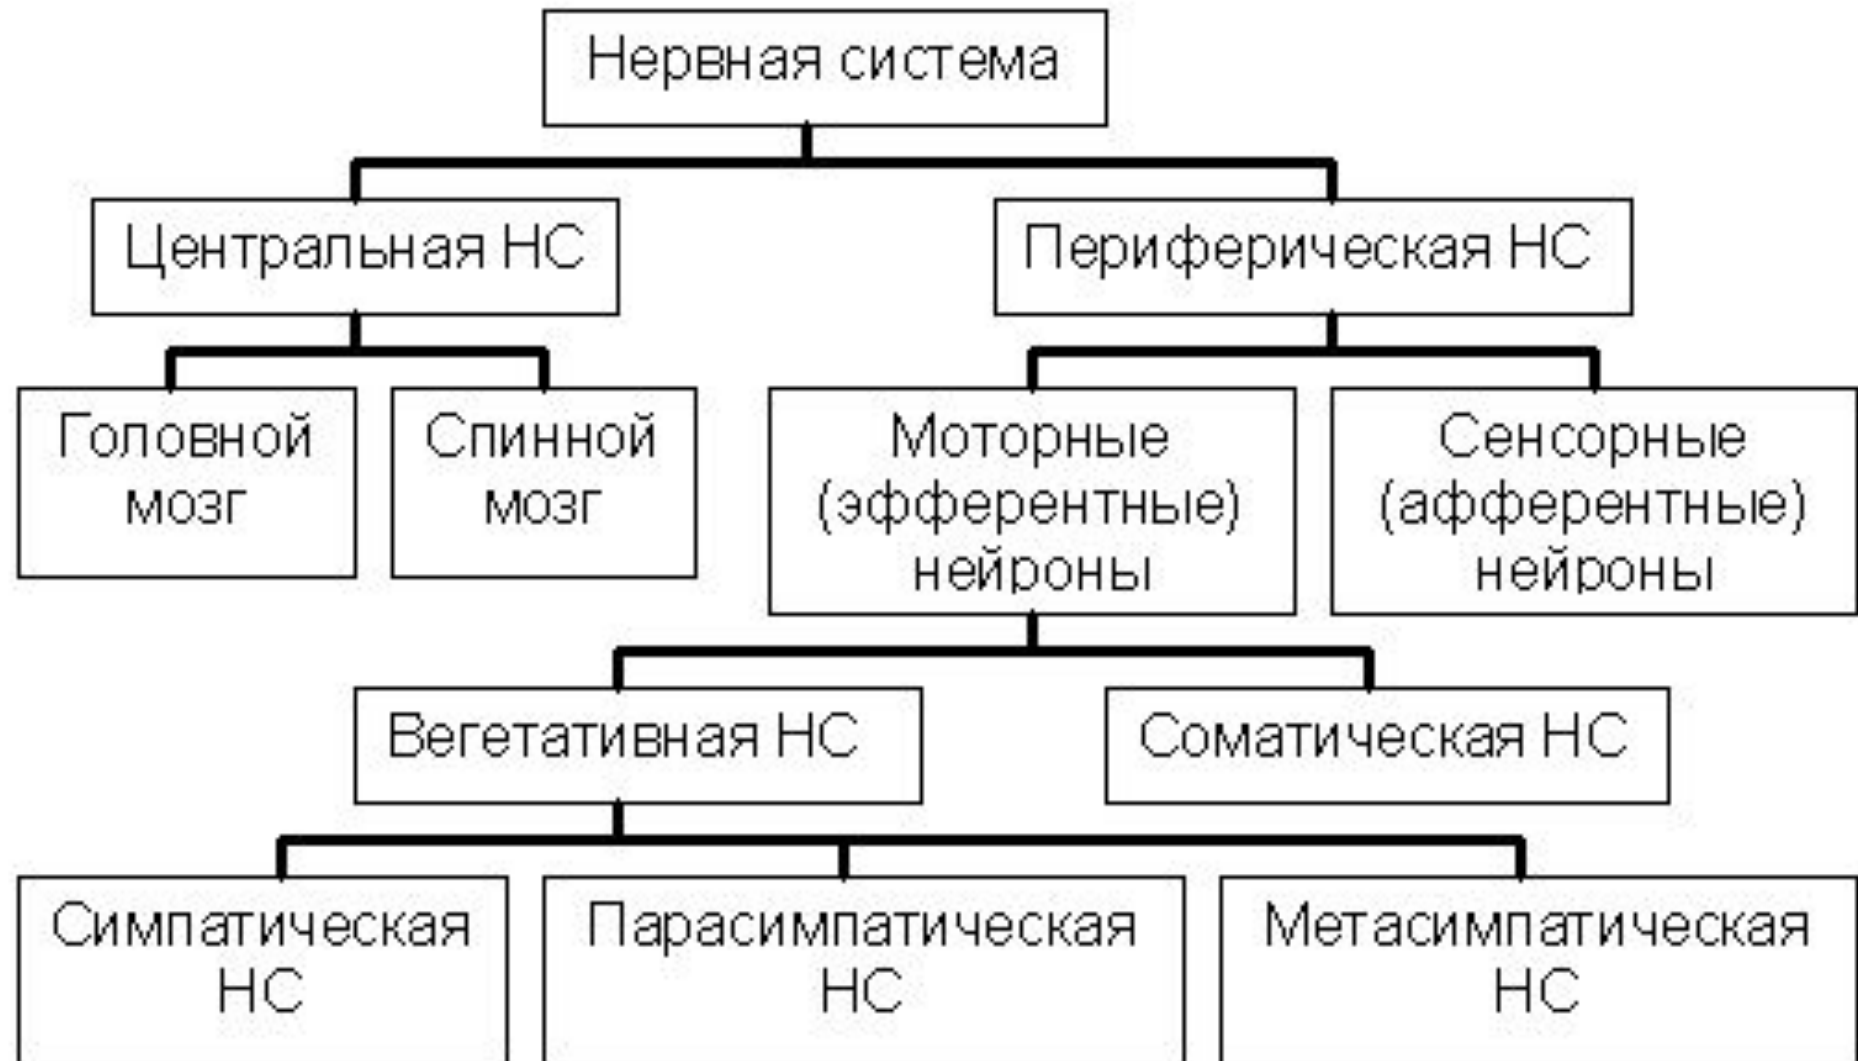 Нервная система
Центральная НС
Периферическая НС
Головной
мозг
Спинной
мозг
Моторные
(эфферентные)
нейроны
Сенсорные
(афферентные)
нейроны
Вегетативная НС
Соматическая НС
Симпатическая
НС
Парасимпатическая
НС
Метасимпатическая
НС